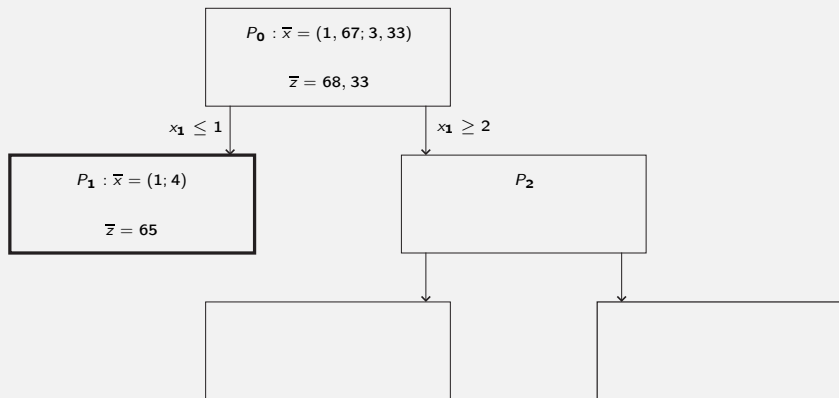 P₀ : x̅ = (1, 67; 3, 33)
z̅ = 68, 33
x₁ ≤ 1
x₁ ≥ 2
P₁ : x̅ = (1; 4)
P₂
z̅ = 65